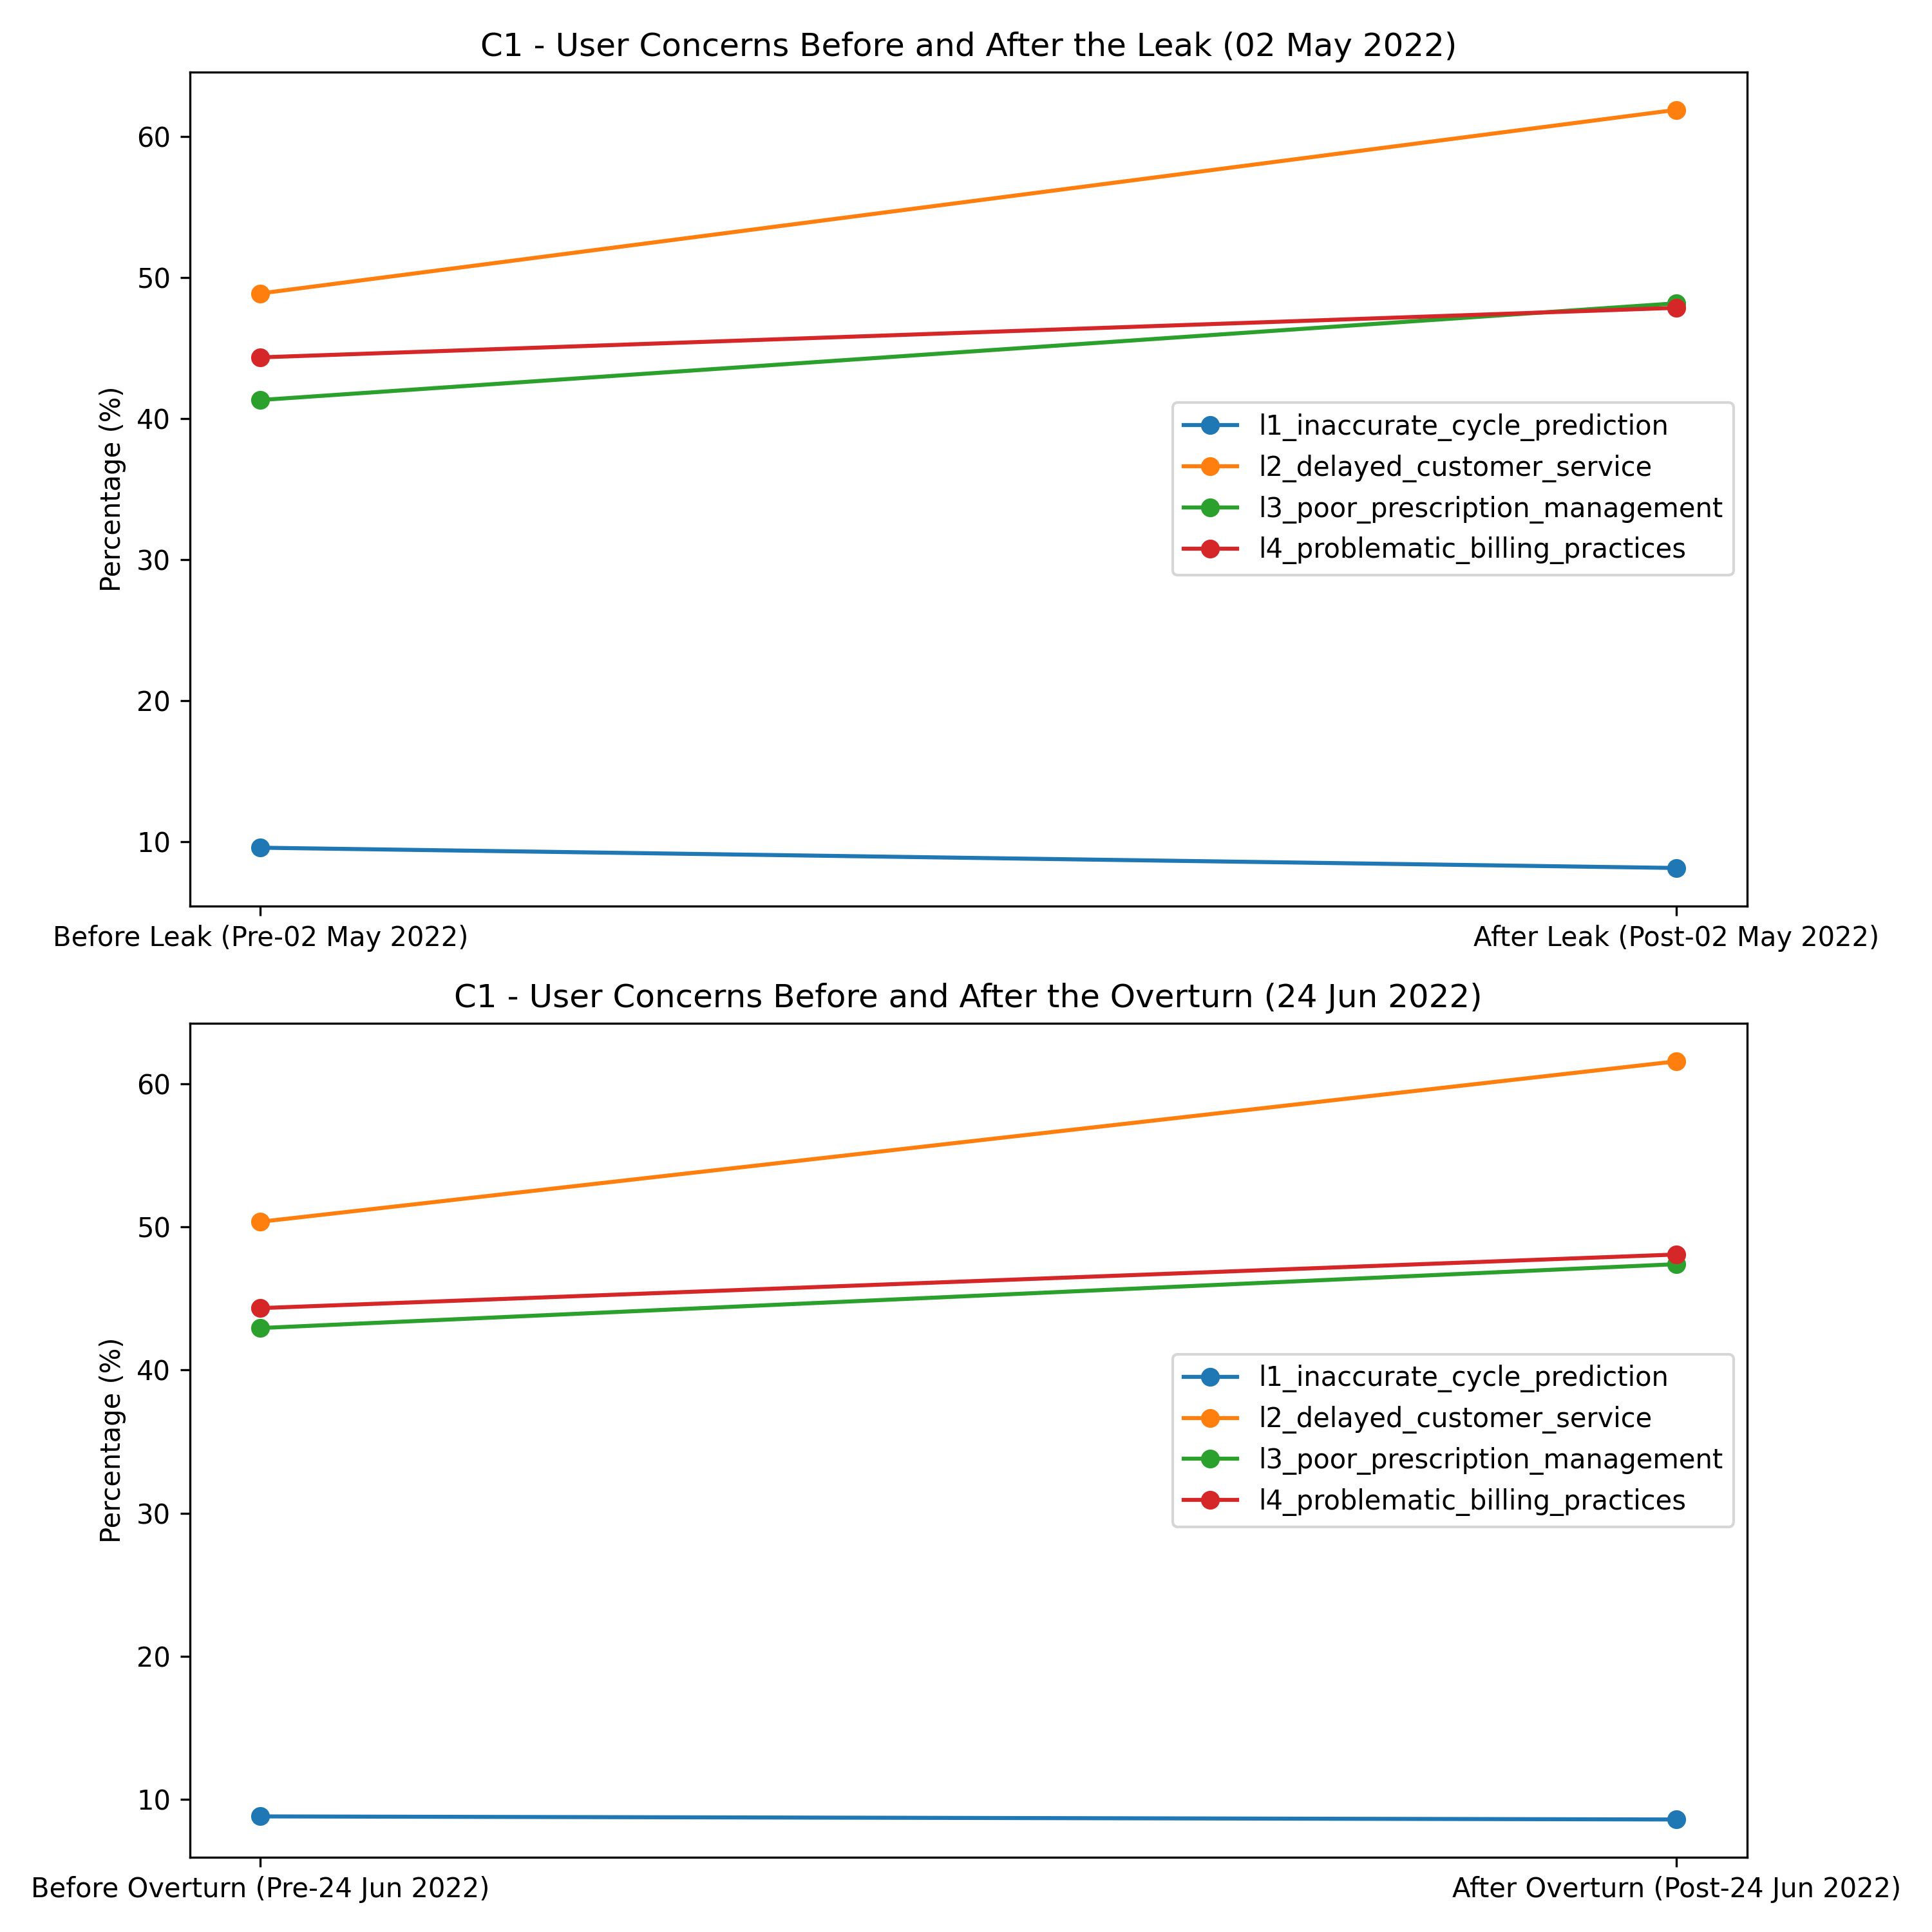 C1 - User Concerns Before and After the Leak (02 May 2022)
Percentage (%)
60
50
40
30
20
10
l1_inaccurate_cycle_prediction
l2_delayed_customer_service
l3_poor_prescription_management
l4_problematic_billing_practices
Before Leak (Pre-02 May 2022)
After Leak (Post-02 May 2022)
C1 - User Concerns Before and After the Overturn (24 Jun 2022)
Percentage (%)
60
50
40
30
20
10
l1_inaccurate_cycle_prediction
l2_delayed_customer_service
l3_poor_prescription_management
l4_problematic_billing_practices
Before Overturn (Pre-24 Jun 2022)
After Overturn (Post-24 Jun 2022)